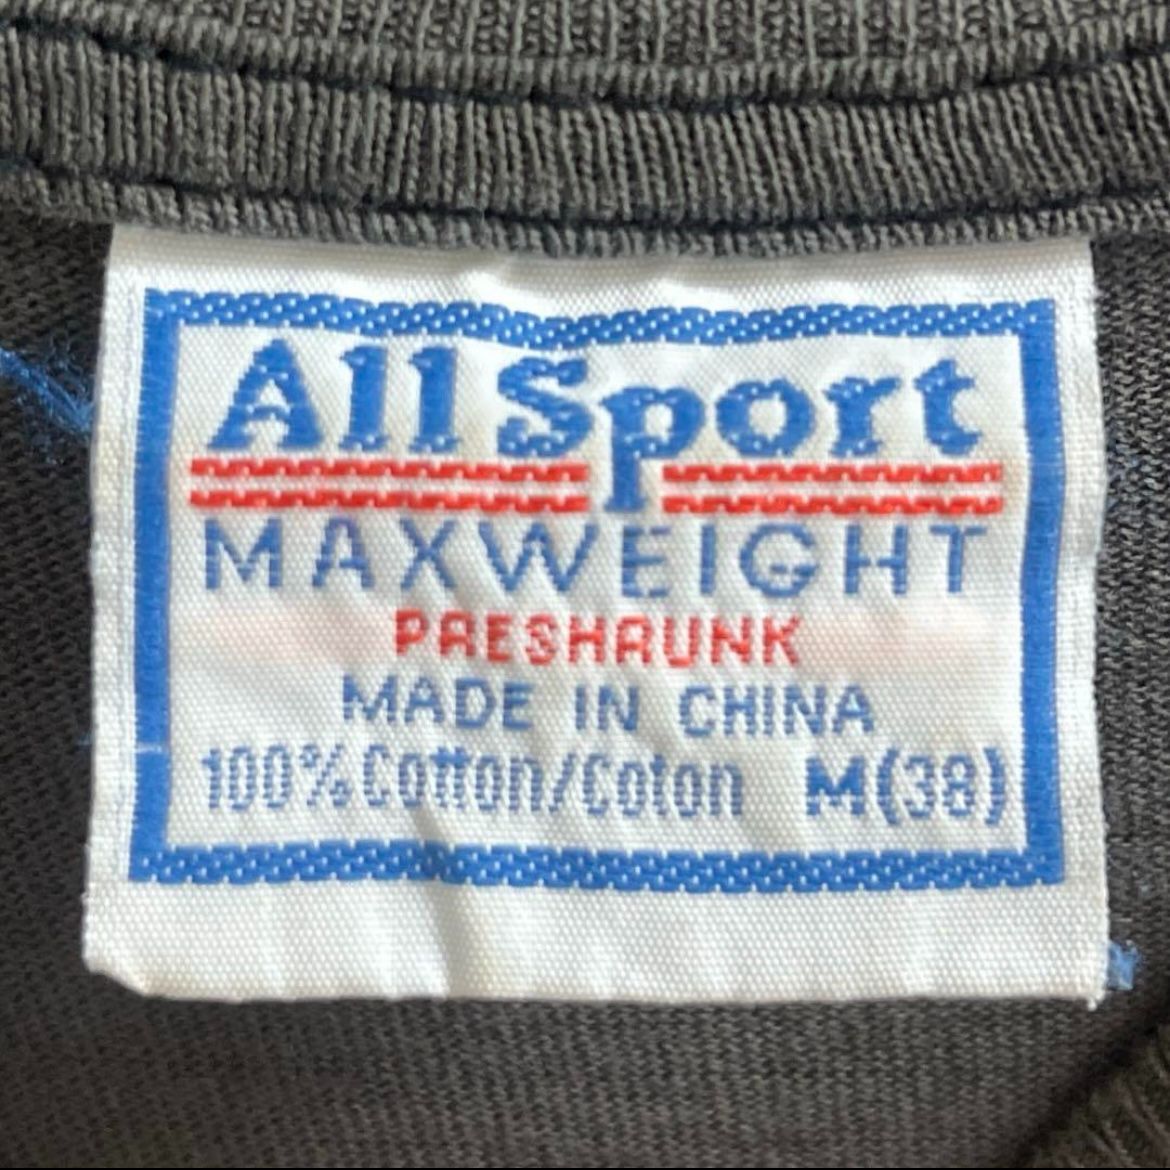 All Sport
MAXWEIGHT
PRESHRUNK
MADE IN CHINA
100% Cotton/Coton M(38)